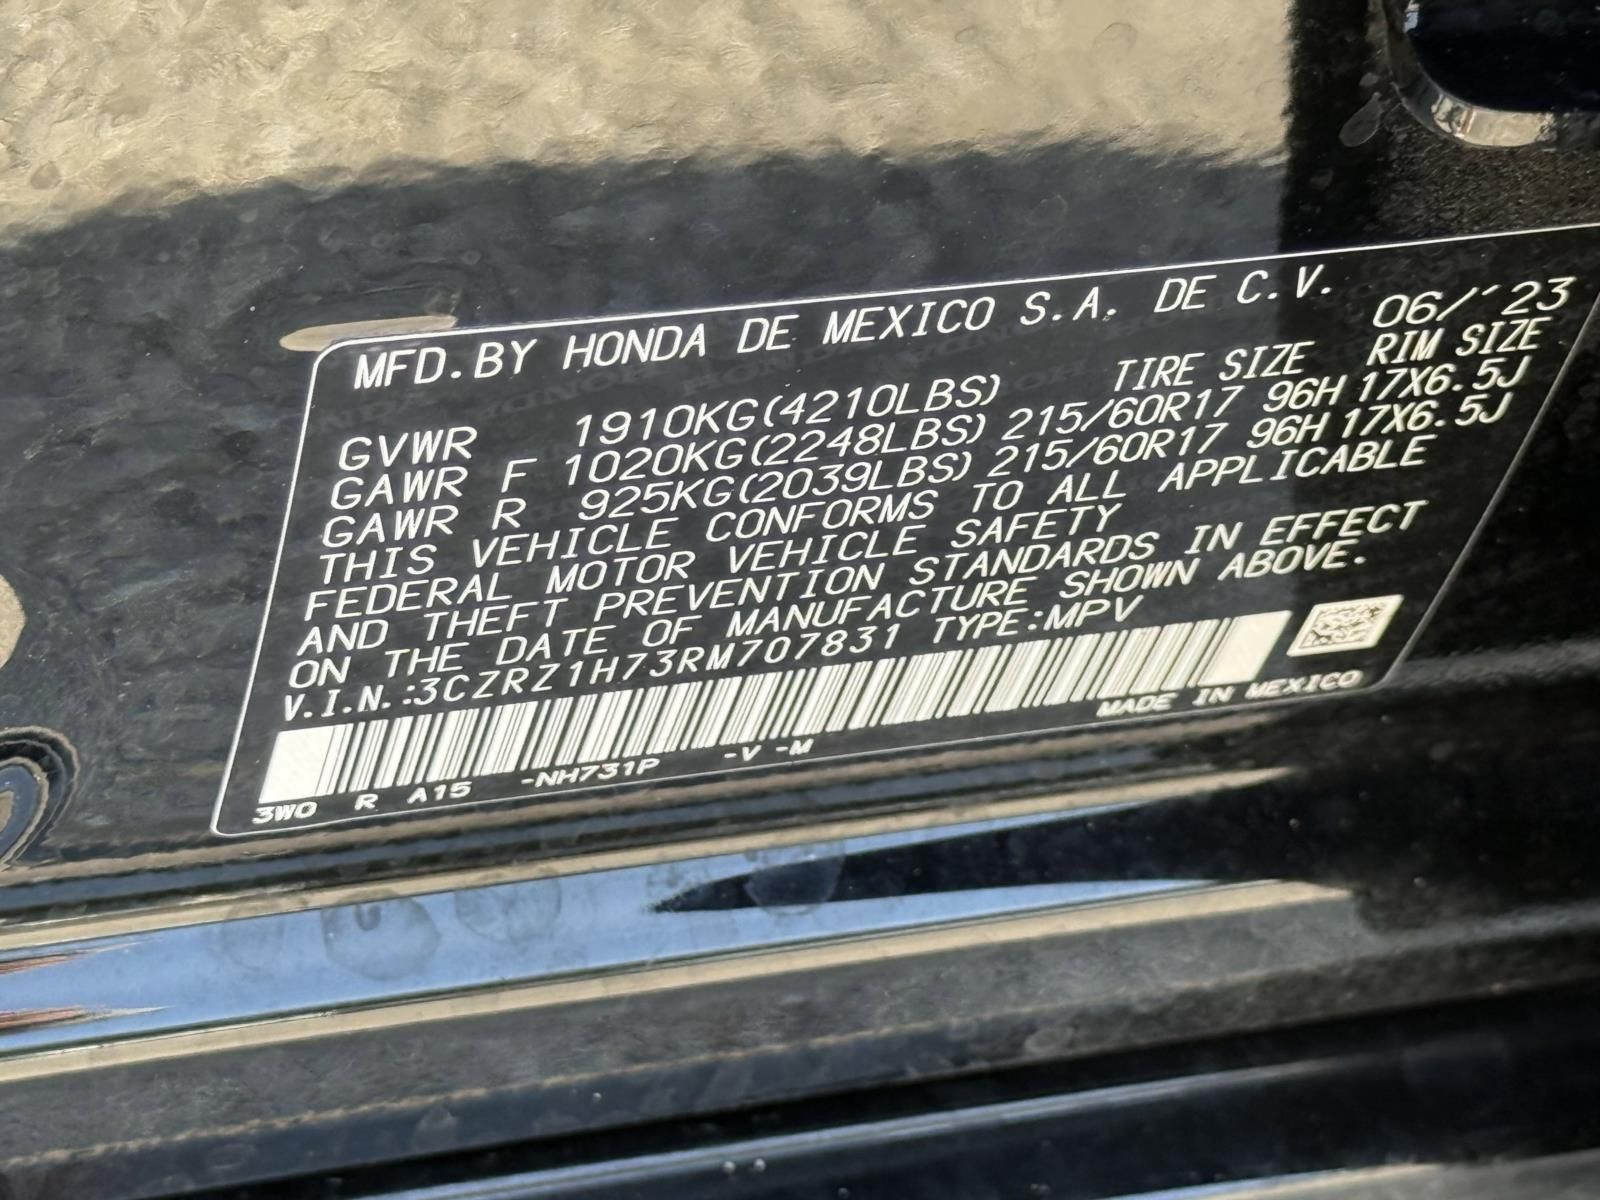 MFD. BY HONDA DE MEXICO S.A. DE C.V. 06/'23
TIRE SIZE RIM SIZE
GVWR 1910KG(4210LBS)
GAWR F 1020KG(2248LBS) 215/60R17 96H 17X6.5J
GAWR R 925KG(2039LBS) 215/60R17 96H 17X6.5J
THIS VEHICLE CONFORMS TO ALL APPLICABLE
FEDERAL MOTOR VEHICLE SAFETY
AND THEFT PREVENTION STANDARDS IN EFFECT
ON THE DATE OF MANUFACTURE SHOWN ABOVE.
V.I.N.:3CZRZ1H73RM707831 TYPE:MPV
MADE IN MEXICO
3W0 R A15 -NH731P -V -M